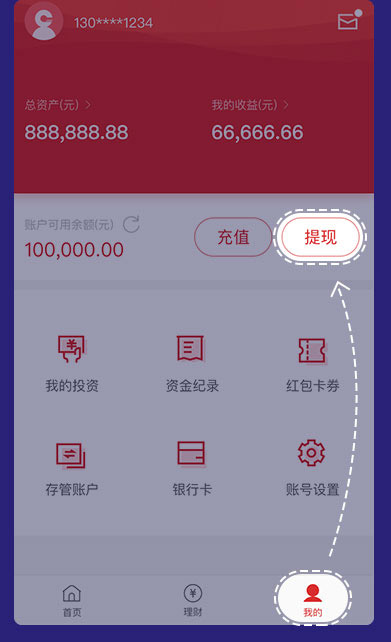 130****1234
总资产(元) 我的收益(元)
888,888.88 66,666.66
账户可用余额(元)
100,000.00
充值 提现
我的投资 资金纪录 红包卡券
存管账户 银行卡 账号设置
首页 理财 我的